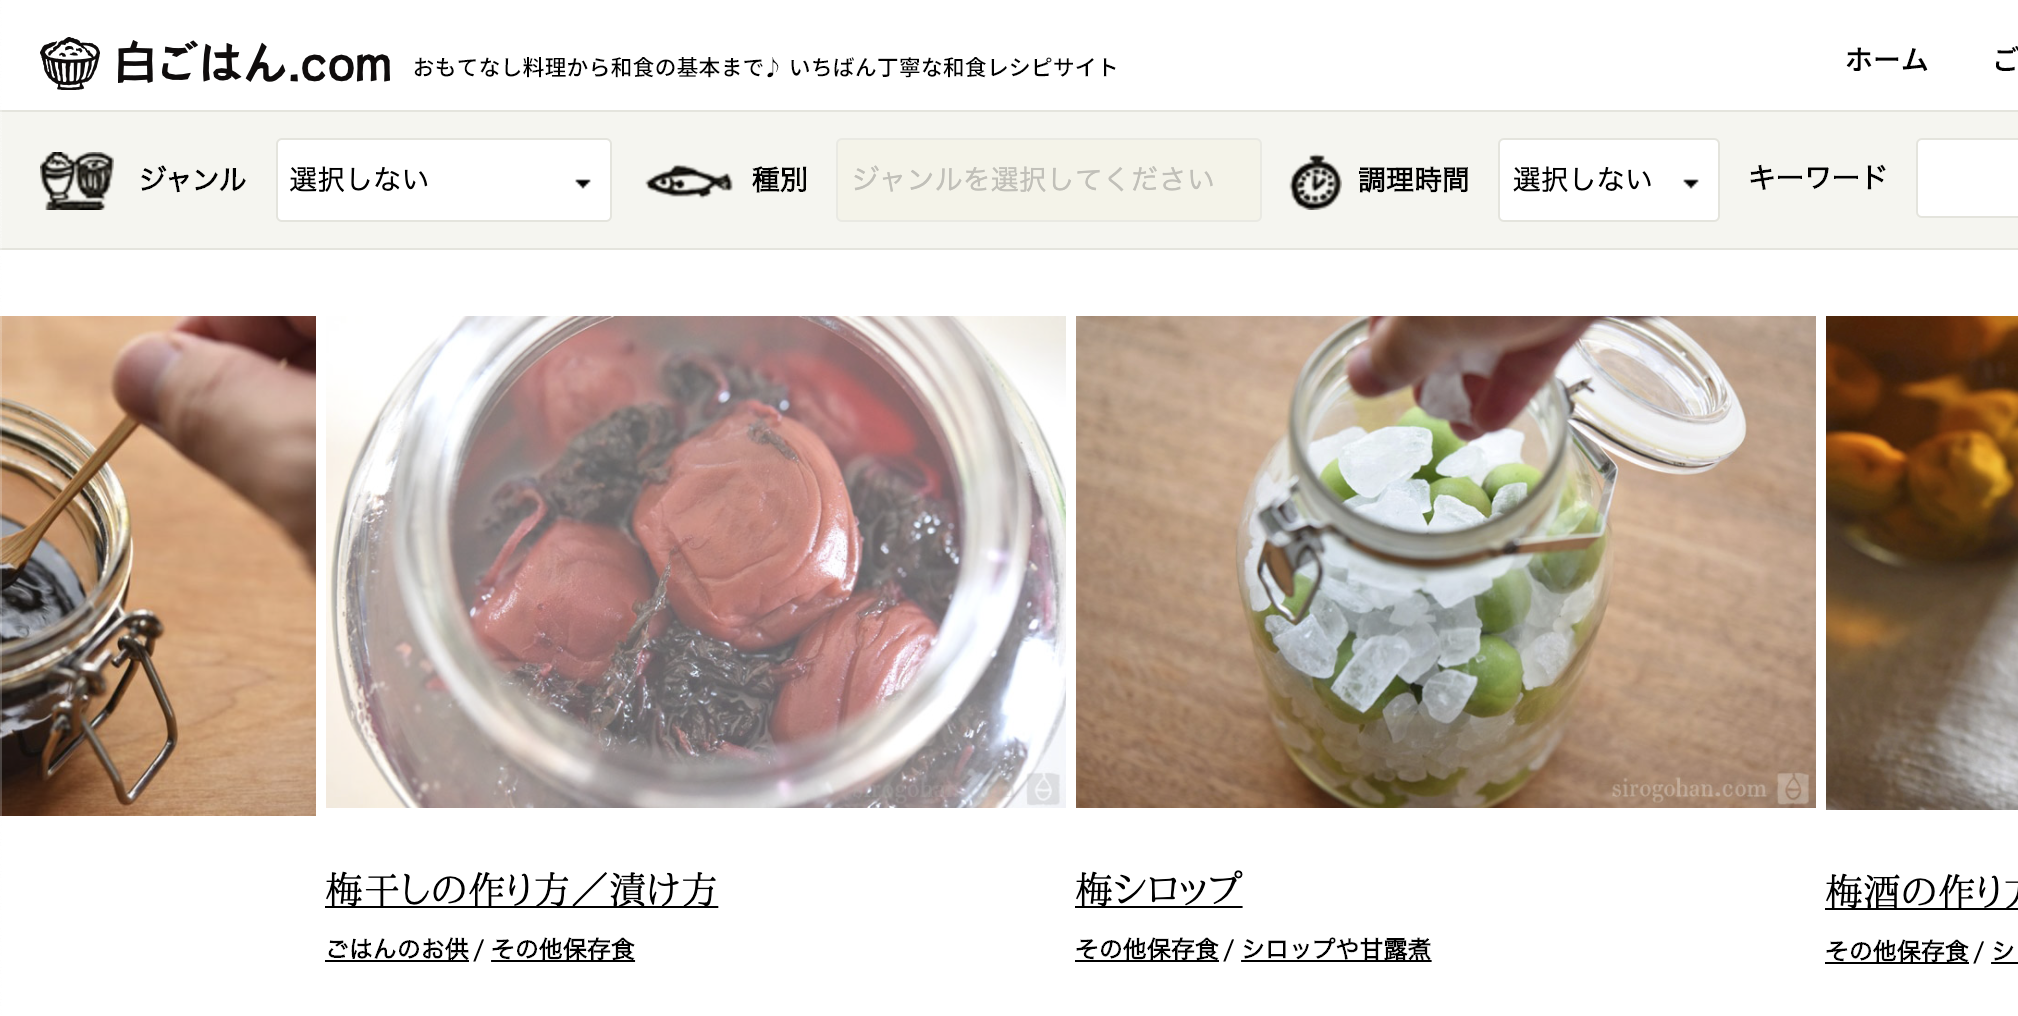 白ごはん.com おもてなし料理から和食の基本まで♪ いちばん丁寧な和食レシピサイト
ホーム
ご
ジャンル 選択しない 種別 ジャンルを選択してください 調理時間 選択しない キーワード
sirogohan.com
梅干しの作り方／漬け方
ごはんのお供 / その他保存食
梅シロップ
その他保存食 / シロップや甘露煮
梅酒の作り方
その他保存食 / シ